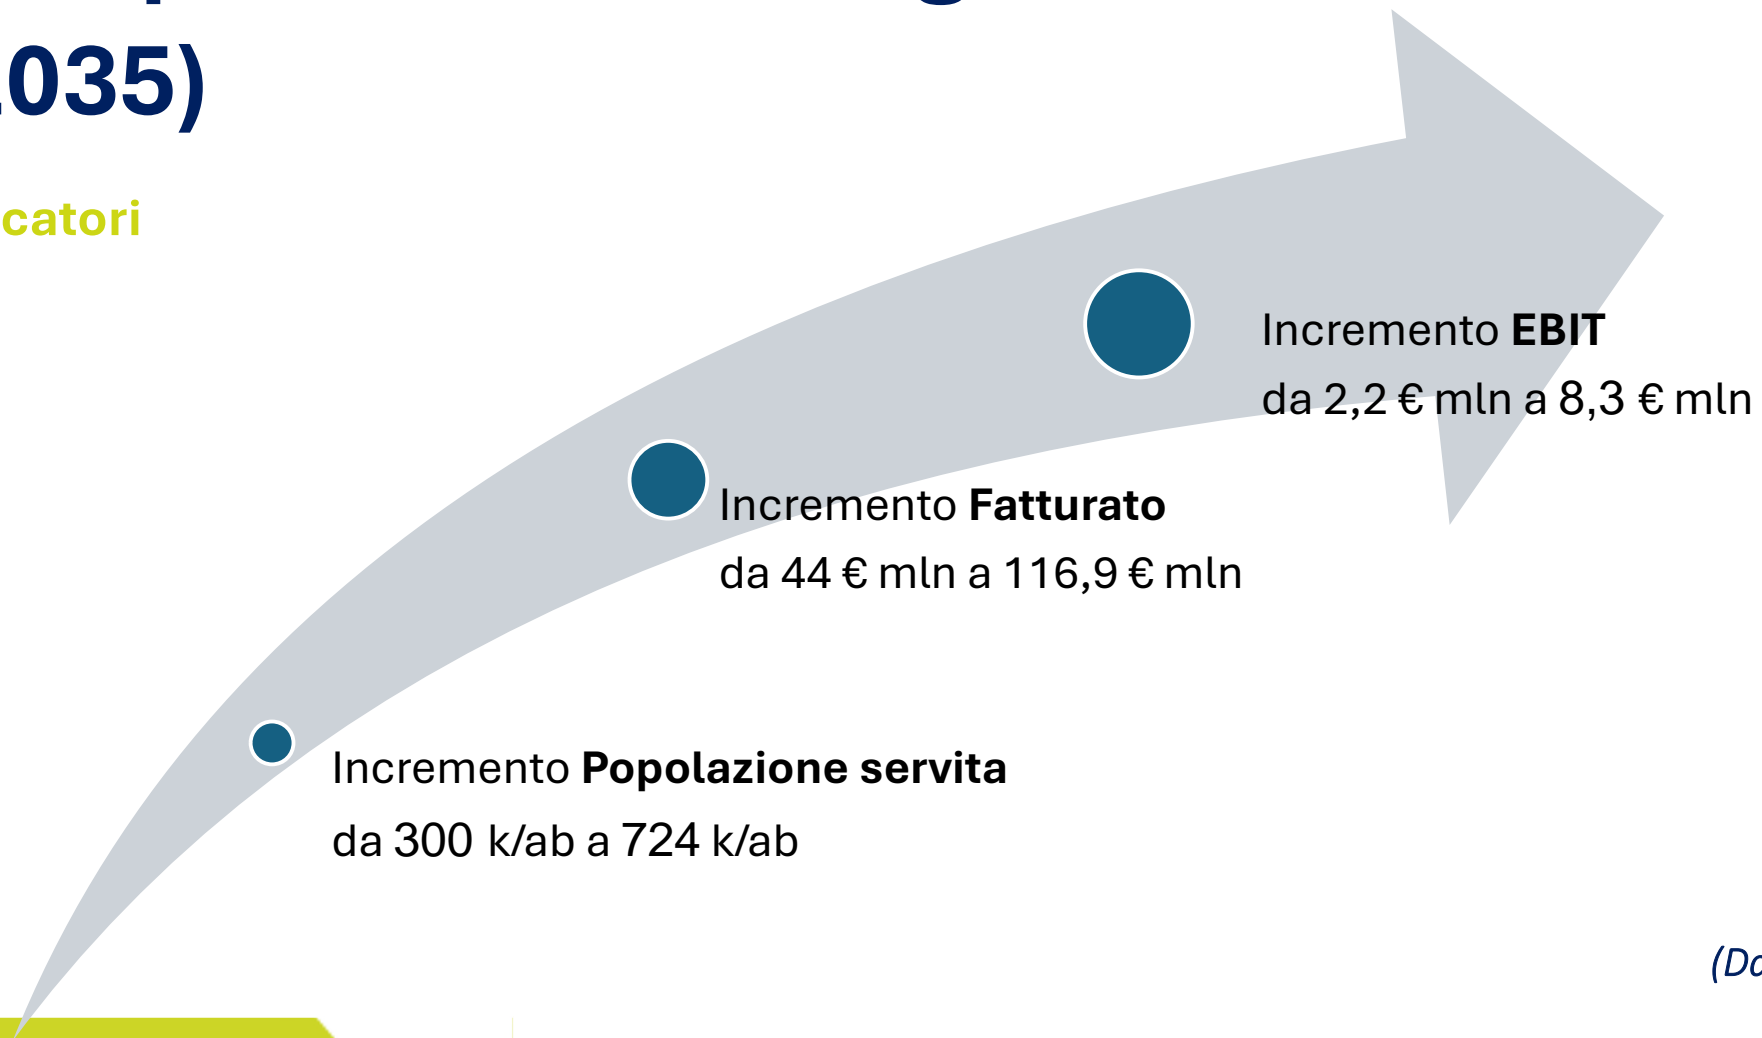 035)
catori
Incremento EBIT
da 2,2 € mln a 8,3 € mln
Incremento Fatturato
da 44 € mln a 116,9 € mln
Incremento Popolazione servita
da 300 k/ab a 724 k/ab